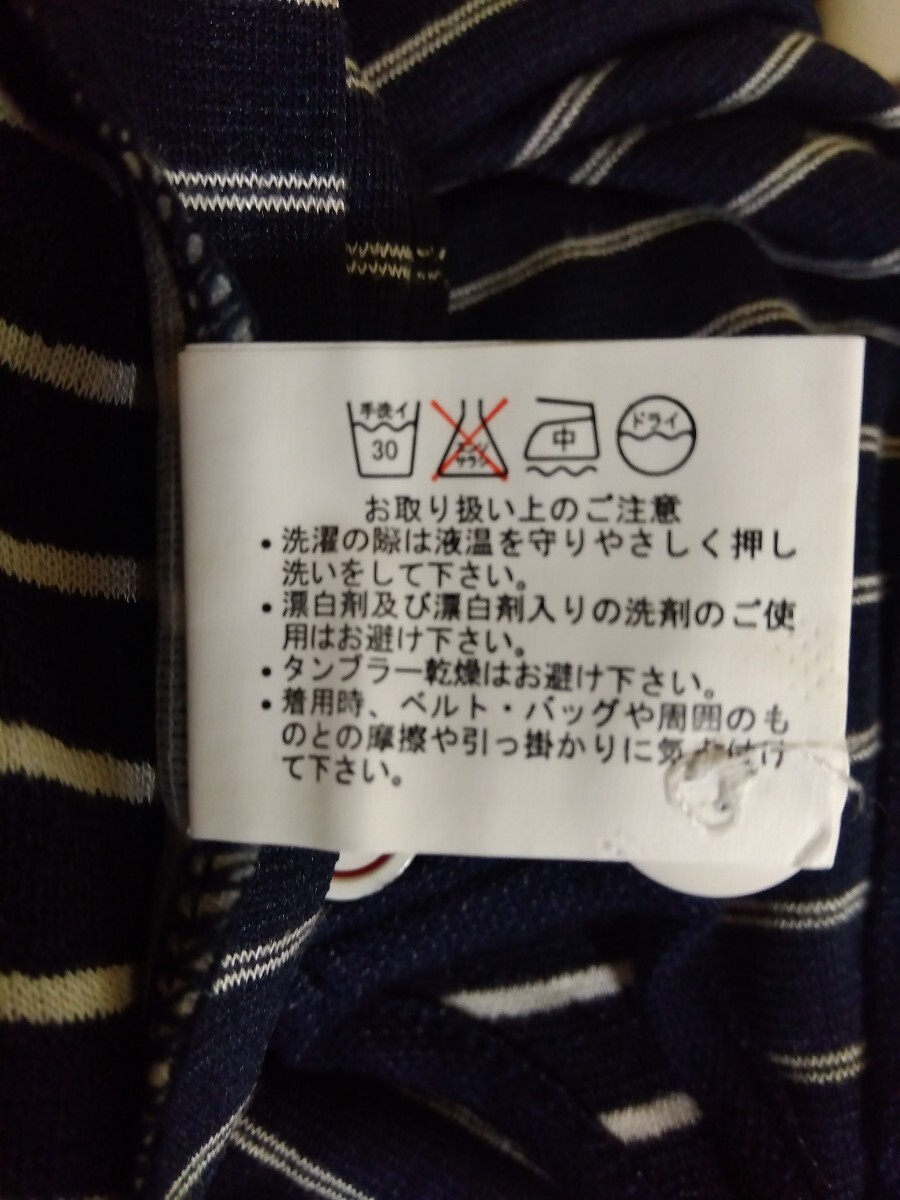 手洗イ 30 エンソサラシ 中 ドライ
お取り扱い上のご注意
・洗濯の際は液温を守りやさしく押し
洗いをして下さい。
・漂白剤及び漂白剤入りの洗剤のご使
用はお避け下さい。
・タンブラー乾燥はお避け下さい。
・着用時、ベルト・バッグや周囲のも
のとの摩擦や引っ掛かりに気を付け
て下さい。